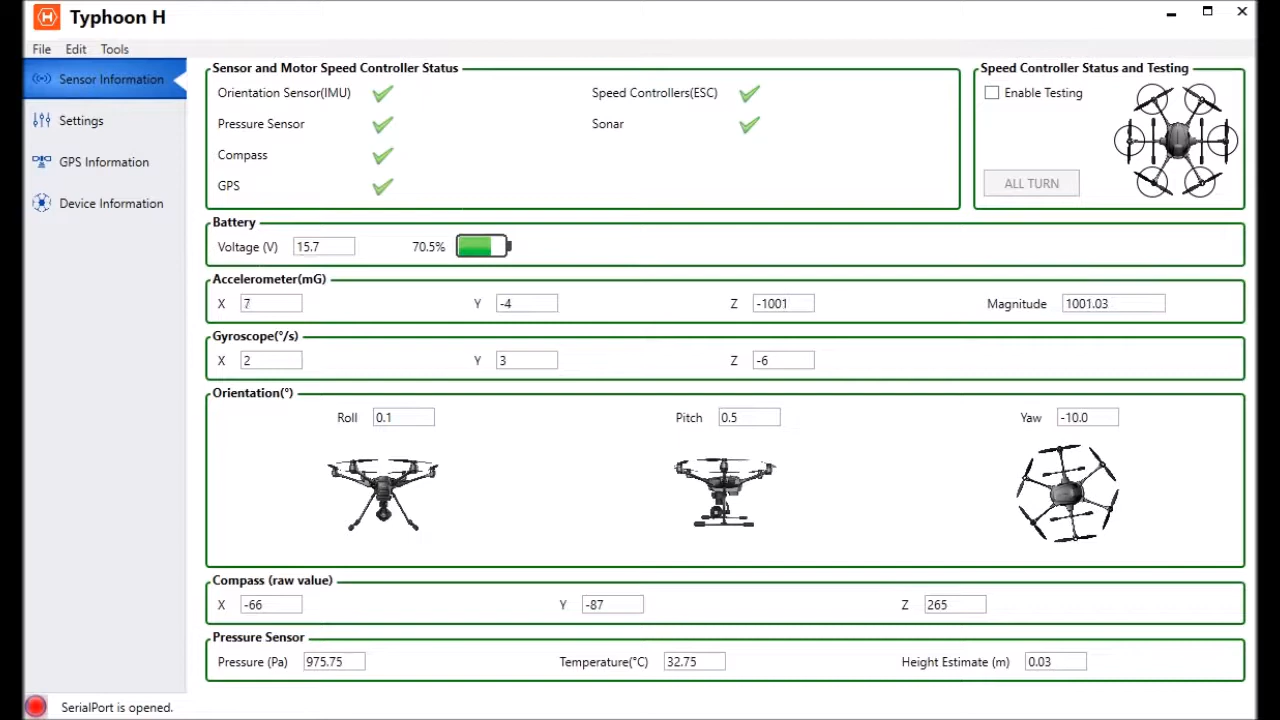 Typhoon H
File Edit Tools
Sensor Information
Settings
GPS Information
Device Information
Sensor and Motor Speed Controller Status
Orientation Sensor(IMU) Speed Controllers(ESC)
Pressure Sensor Sonar
Compass
GPS
Speed Controller Status and Testing
Enable Testing
ALL TURN
Battery
Voltage (V) 15.7 70.5%
Accelerometer(mG)
X 7 Y -4 Z -1001 Magnitude 1001.03
Gyroscope(°/s)
X 2 Y 3 Z -6
Orientation(°)
Roll 0.1 Pitch 0.5 Yaw -10.0
Compass (raw value)
X -66 Y -87 Z 265
Pressure Sensor
Pressure (Pa) 975.75 Temperature(°C) 32.75 Height Estimate (m) 0.03
SerialPort is opened.